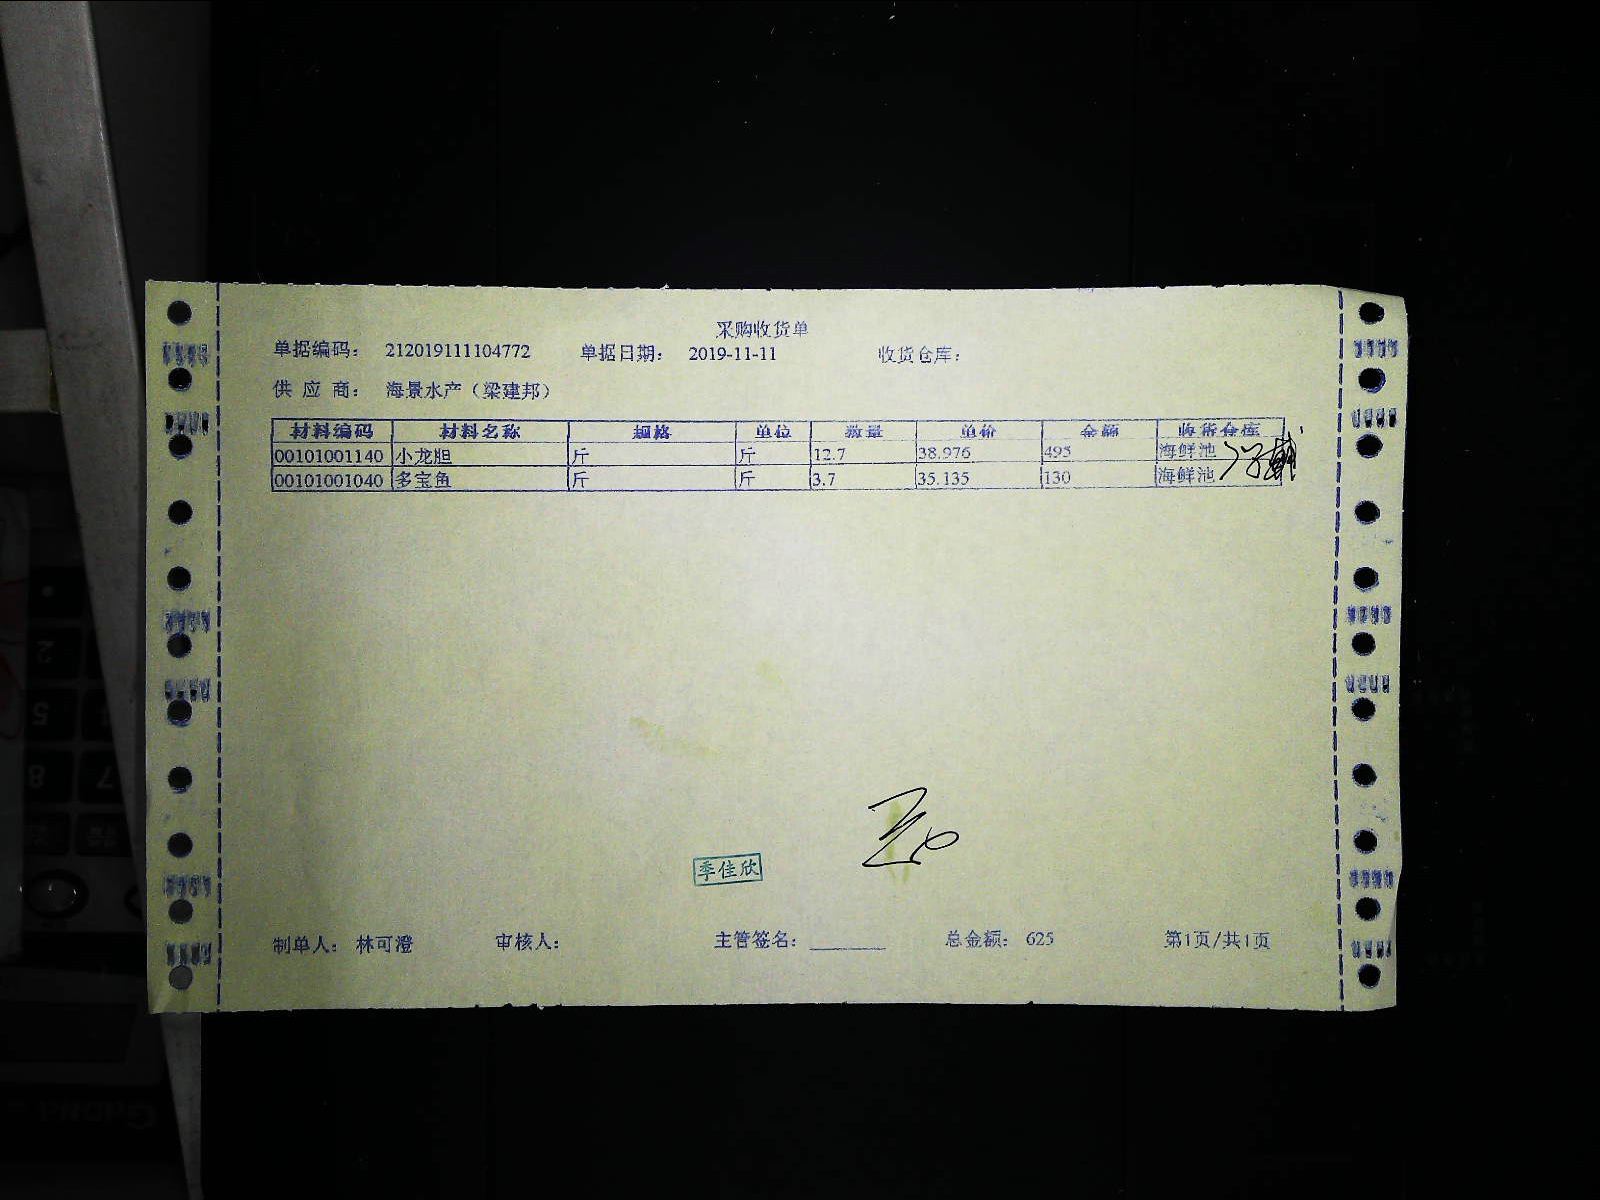 采购收货单
单据编码: 212019111104772 单据日期: 2019-11-11 收货仓库:
供应商: 海景水产（梁建邦）
材料编码 材料名称 规格 单位 数量 单价 金额 收货仓库
00101001140 小龙胆 斤 斤 12.7 38.976 495 海鲜池
00101001040 多宝鱼 斤 斤 3.7 35.135 130 海鲜池
季佳欣
制单人: 林可澄 审核人: 主管签名: 总金额: 625 第1页/共1页